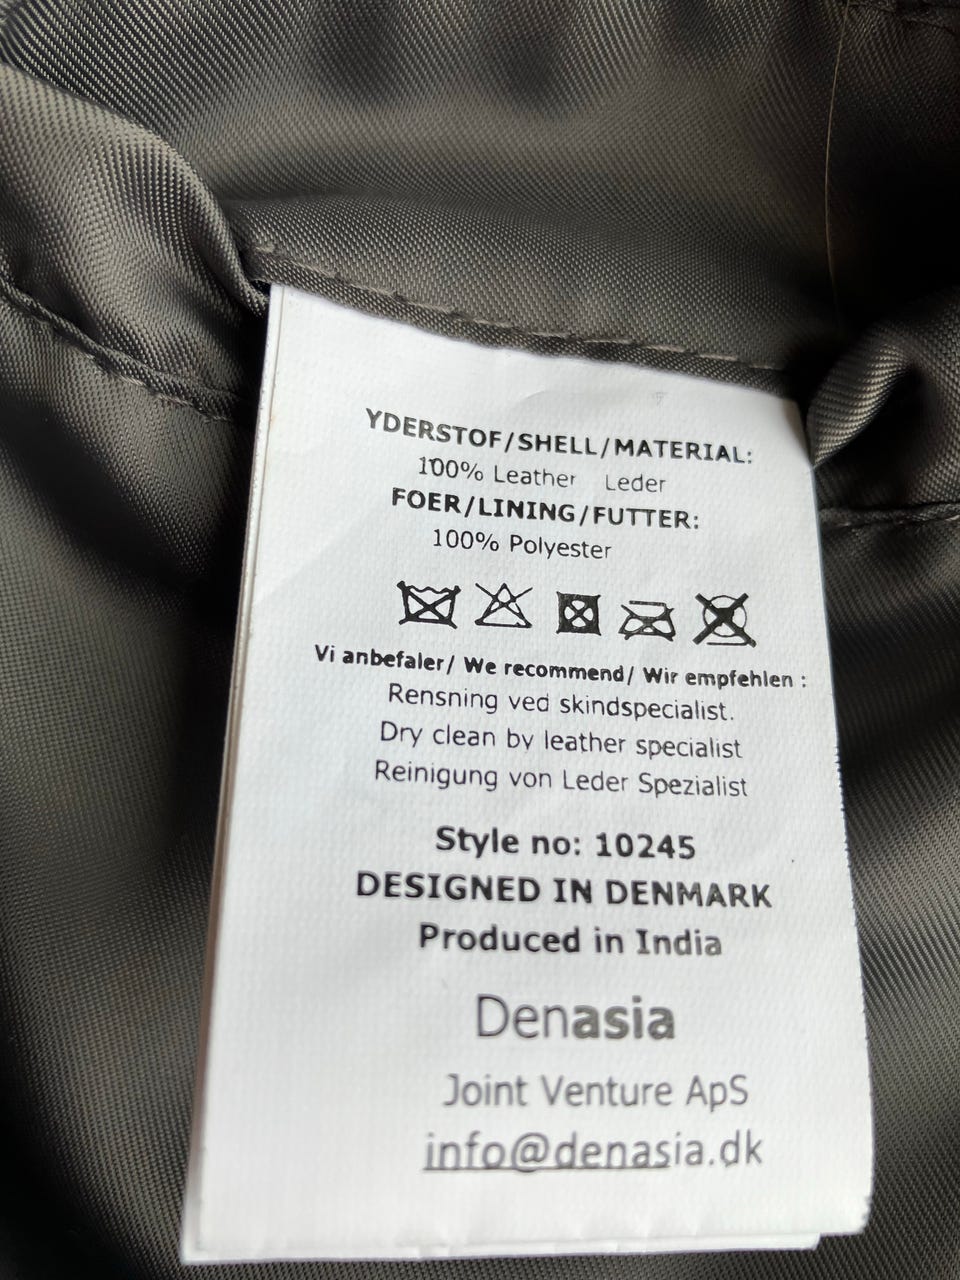 YDERSTOF/SHELL/MATERIAL:
100% Leather Leder
FOER/LINING/FUTTER:
100% Polyester
Vi anbefaler/ We recommend/ Wir empfehlen :
Rensning ved skindspecialist.
Dry clean by leather specialist
Reinigung von Leder Spezialist
Style no: 10245
DESIGNED IN DENMARK
Produced in India
Denasia
Joint Venture ApS
info@denasia.dk